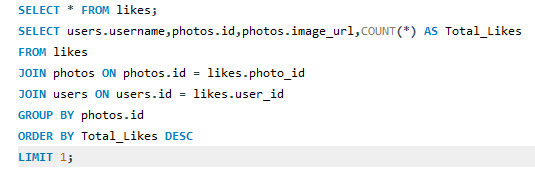 SELECT * FROM likes;
SELECT users.username,photos.id,photos.image_url,COUNT(*) AS Total_Likes
FROM likes
JOIN photos ON photos.id = likes.photo_id
JOIN users ON users.id = likes.user_id
GROUP BY photos.id
ORDER BY Total_Likes DESC
LIMIT 1;